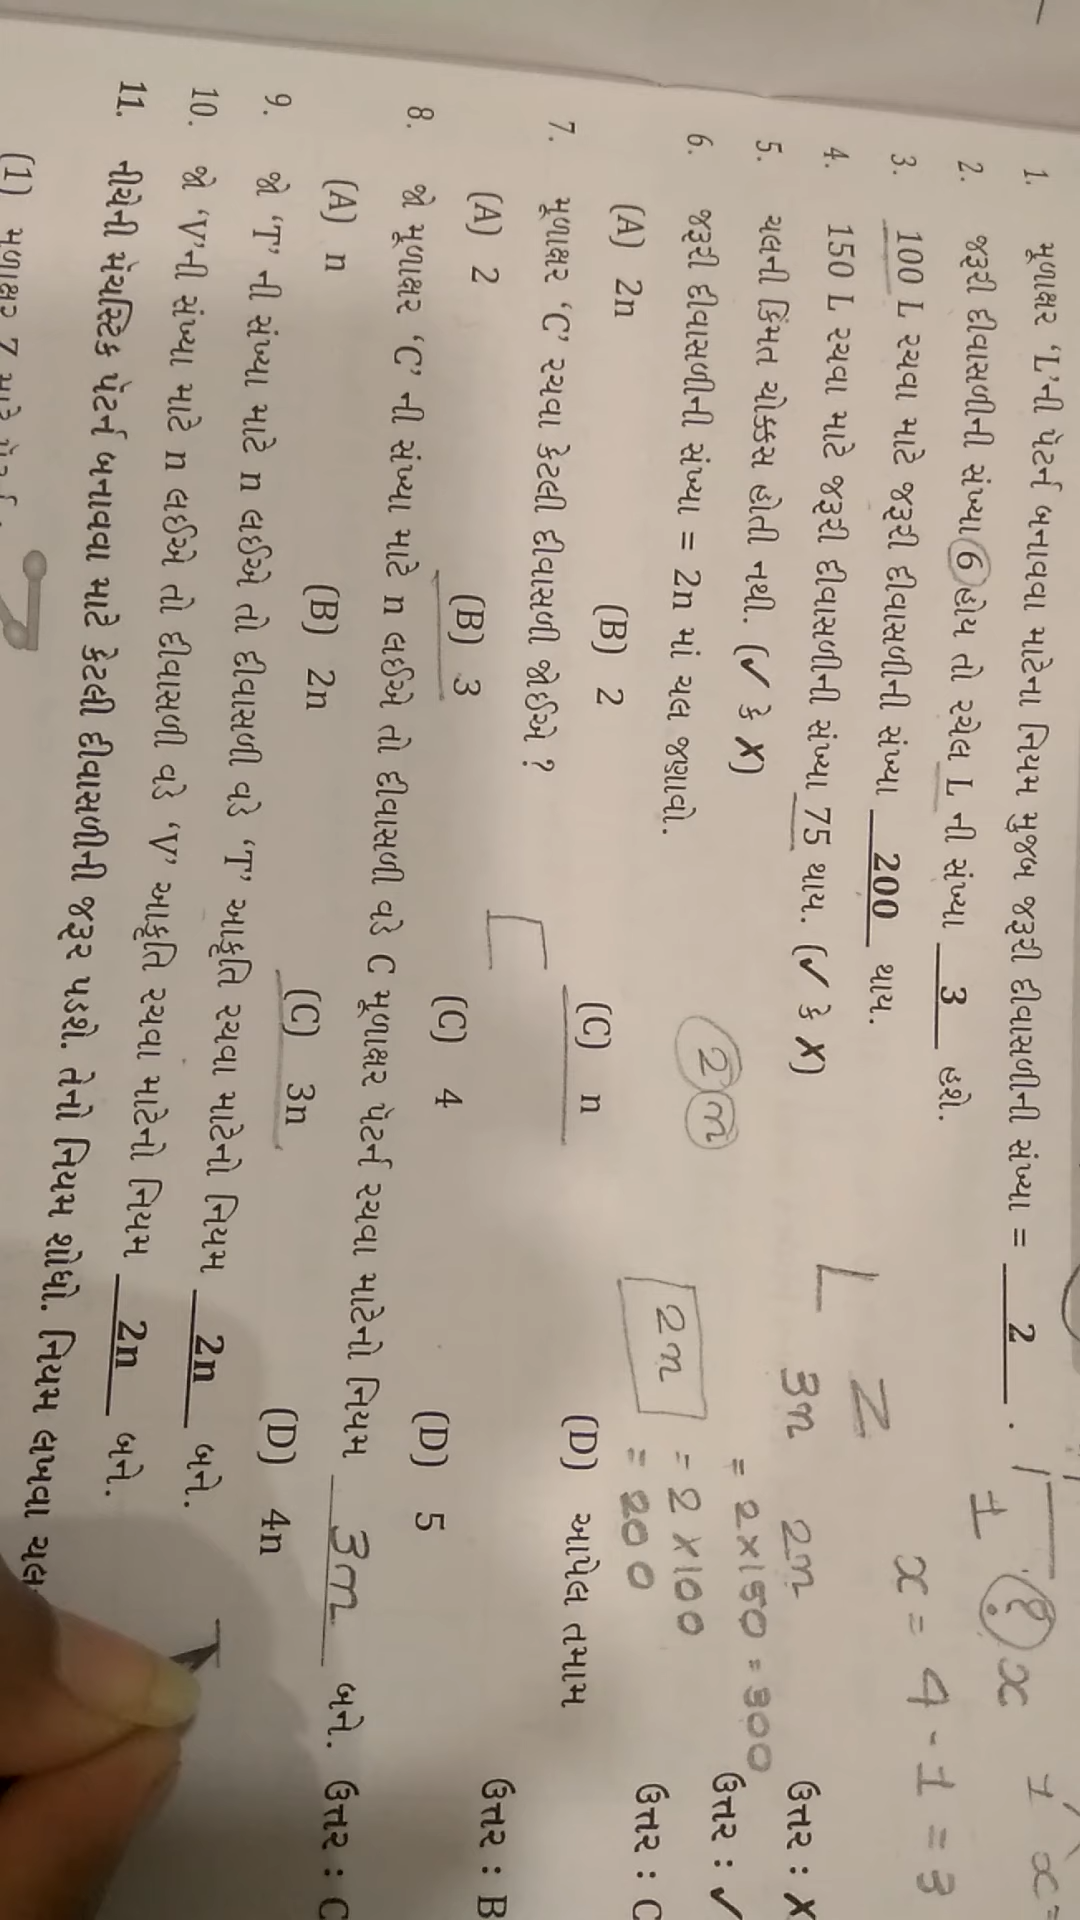 1. મૂળાક્ષર 'L'ની પેટર્ન બનાવવા માટેના નિયમ મુજબ જરૂરી દીવાસળીની સંખ્યા = 2 .
2. જરૂરી દીવાસળીની સંખ્યા 6 હોય તો રચેલ L ની સંખ્યા 3 હશે.
3. 100 L રચવા માટે જરૂરી દીવાસળીની સંખ્યા 200 થાય.
4. 150 L રચવા માટે જરૂરી દીવાસળીની સંખ્યા 75 થાય. (✓ કે X) ઉત્તર : X
5. ચલની કિંમત ચોક્કસ હોતી નથી. (✓ કે X) ઉત્તર : ✓
6. જરૂરી દીવાસળીની સંખ્યા = 2n માં ચલ જણાવો. ઉત્તર : C
(A) 2n (B) 2 (C) n (D) આપેલ તમામ
7. મૂળાક્ષર 'C' રચવા કેટલી દીવાસળી જોઈએ ? ઉત્તર : B
(A) 2 (B) 3 (C) 4 (D) 5
8. જો મૂળાક્ષર 'C' ની સંખ્યા માટે n લઈએ તો દીવાસળી વડે C મૂળાક્ષર પેટર્ન રચવા માટેનો નિયમ 3n બને. ઉત્તર : C
(A) n (B) 2n (C) 3n (D) 4n
9. જો 'T' ની સંખ્યા માટે n લઈએ તો દીવાસળી વડે 'T' આકૃતિ રચવા માટેનો નિયમ 2n બને.
10. જો 'V'ની સંખ્યા માટે n લઈએ તો દીવાસળી વડે 'V' આકૃતિ રચવા માટેનો નિયમ 2n બને.
11. નીચેની મેચસ્ટિક પેટર્ન બનાવવા માટે કેટલી દીવાસળીની જરૂર પડશે. તેનો નિયમ શોધો. નિયમ લખવા ચલ
(1) મૂળાક્ષર
x = 4 - 1 = 3
L Z
3n 2n
= 2 × 150 = 300
2 n
2n = 2 × 100
= 200